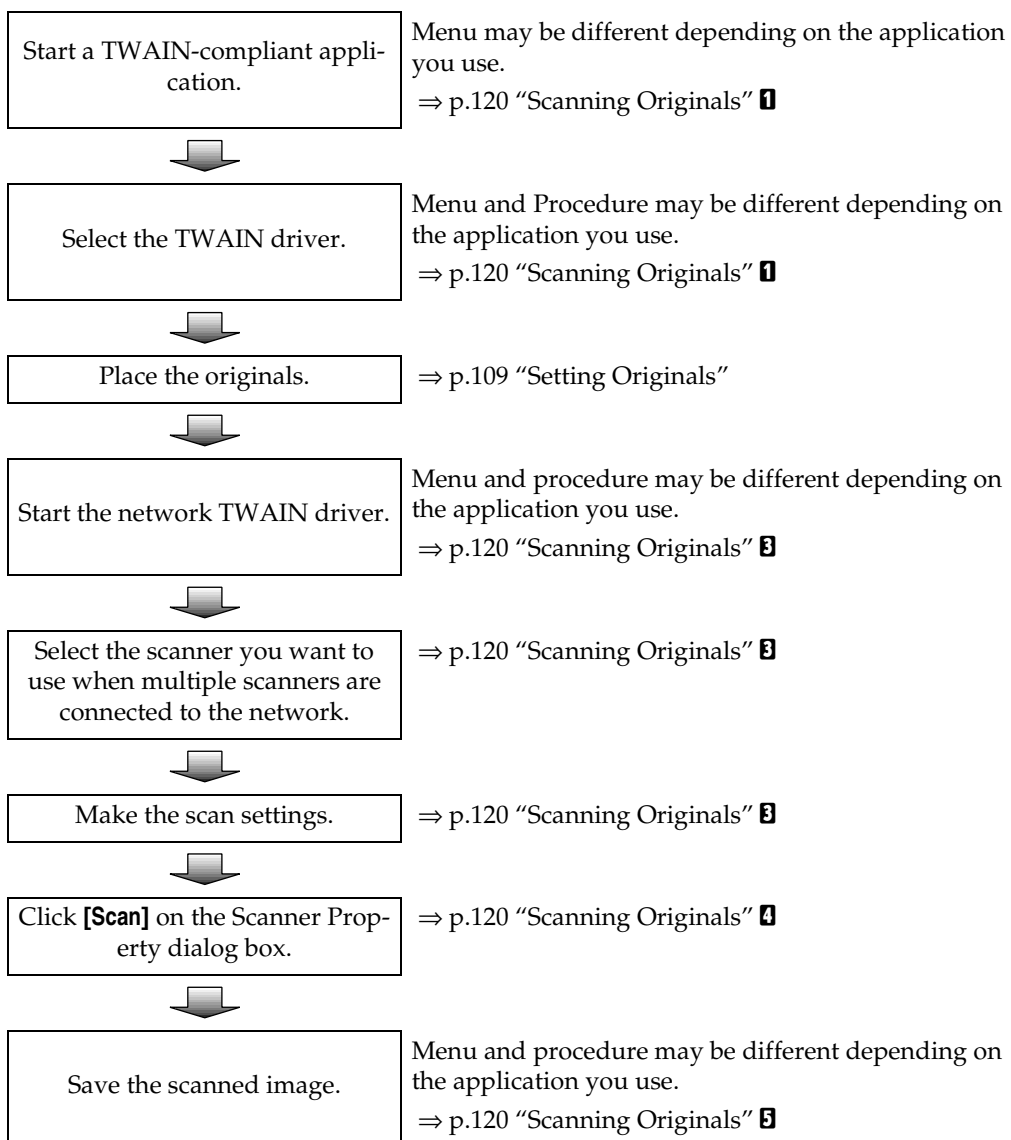 Start a TWAIN-compliant appli-
cation.
Menu may be different depending on the application
you use.
⇒ p.120 “Scanning Originals” 1
Select the TWAIN driver.
Menu and Procedure may be different depending on
the application you use.
⇒ p.120 “Scanning Originals” 1
Place the originals.
⇒ p.109 “Setting Originals”
Start the network TWAIN driver.
Menu and procedure may be different depending on
the application you use.
⇒ p.120 “Scanning Originals” 3
Select the scanner you want to
use when multiple scanners are
connected to the network.
⇒ p.120 “Scanning Originals” 3
Make the scan settings.
⇒ p.120 “Scanning Originals” 3
Click [Scan] on the Scanner Prop-
erty dialog box.
⇒ p.120 “Scanning Originals” 4
Save the scanned image.
Menu and procedure may be different depending on
the application you use.
⇒ p.120 “Scanning Originals” 5